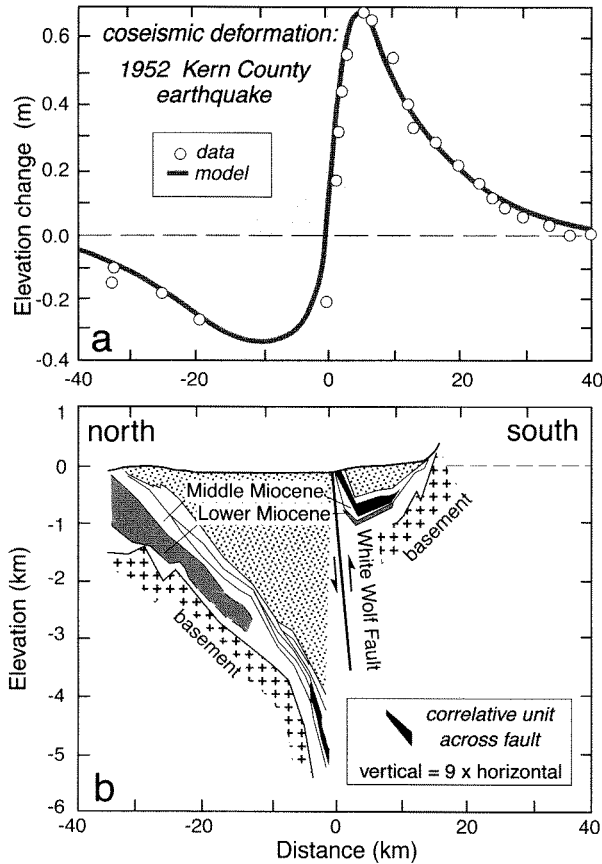 coseismic deformation:
1952 Kern County
earthquake
data
model
Elevation change (m)
0.6
0.4
0.2
0.0
-0.2
-0.4
a
-40
-20
0
20
40
north
south
Middle Miocene
Lower Miocene
basement
basement
White Wolf Fault
correlative unit
across fault
vertical = 9 x horizontal
Elevation (km)
1
0
-1
-2
-3
-4
-5
-6
b
-40
-20
0
20
40
Distance (km)